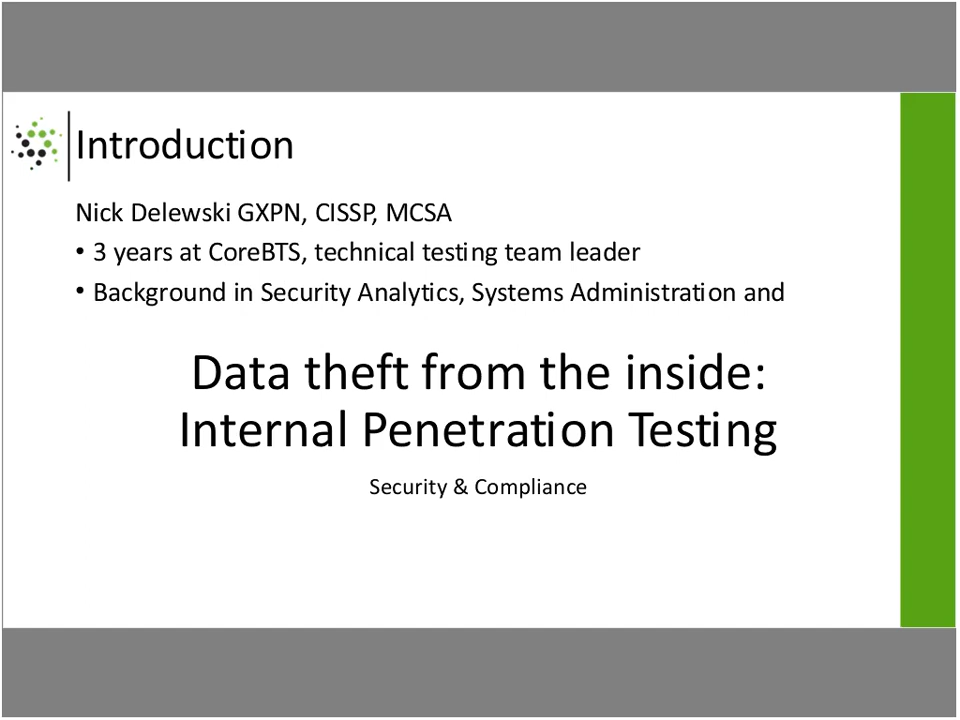 Introduction
Nick Delewski GXPN, CISSP, MCSA
• 3 years at CoreBTS, technical testing team leader
• Background in Security Analytics, Systems Administration and
Data theft from the inside:
Internal Penetration Testing
Security & Compliance